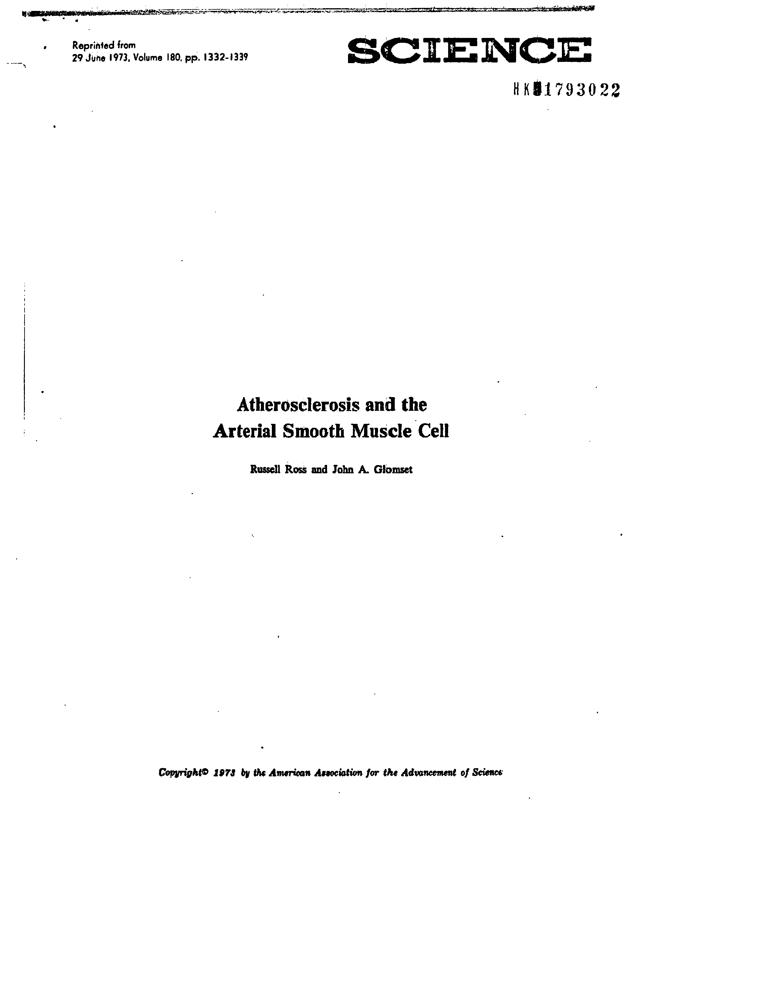 Reprinted from
29 June 1973, Volume 180, pp. 1332-1339
SCIENCE
HK 1793022
Atherosclerosis and the
Arterial Smooth Muscle Cell
Russell Ross and John A. Glomset
Copyright© 1973 by the American Association for the Advancement of Science